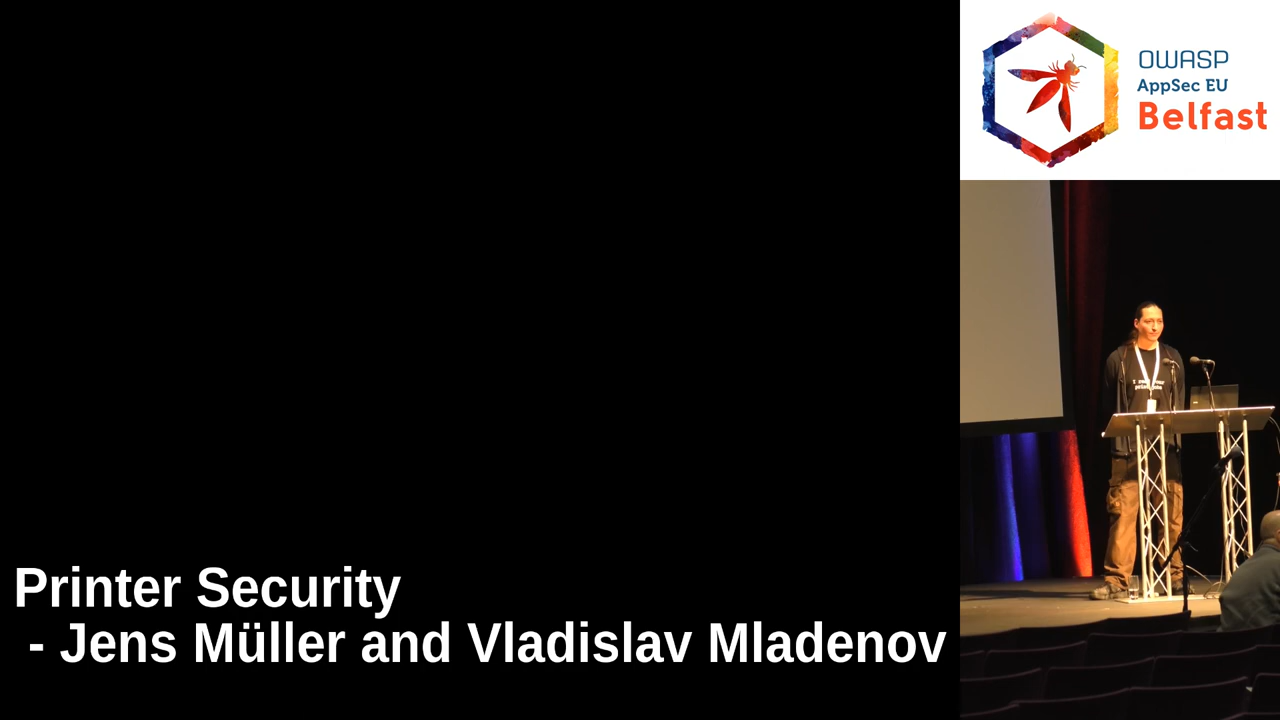 OWASP
AppSec EU
Belfast
Printer Security
- Jens Müller and Vladislav Mladenov